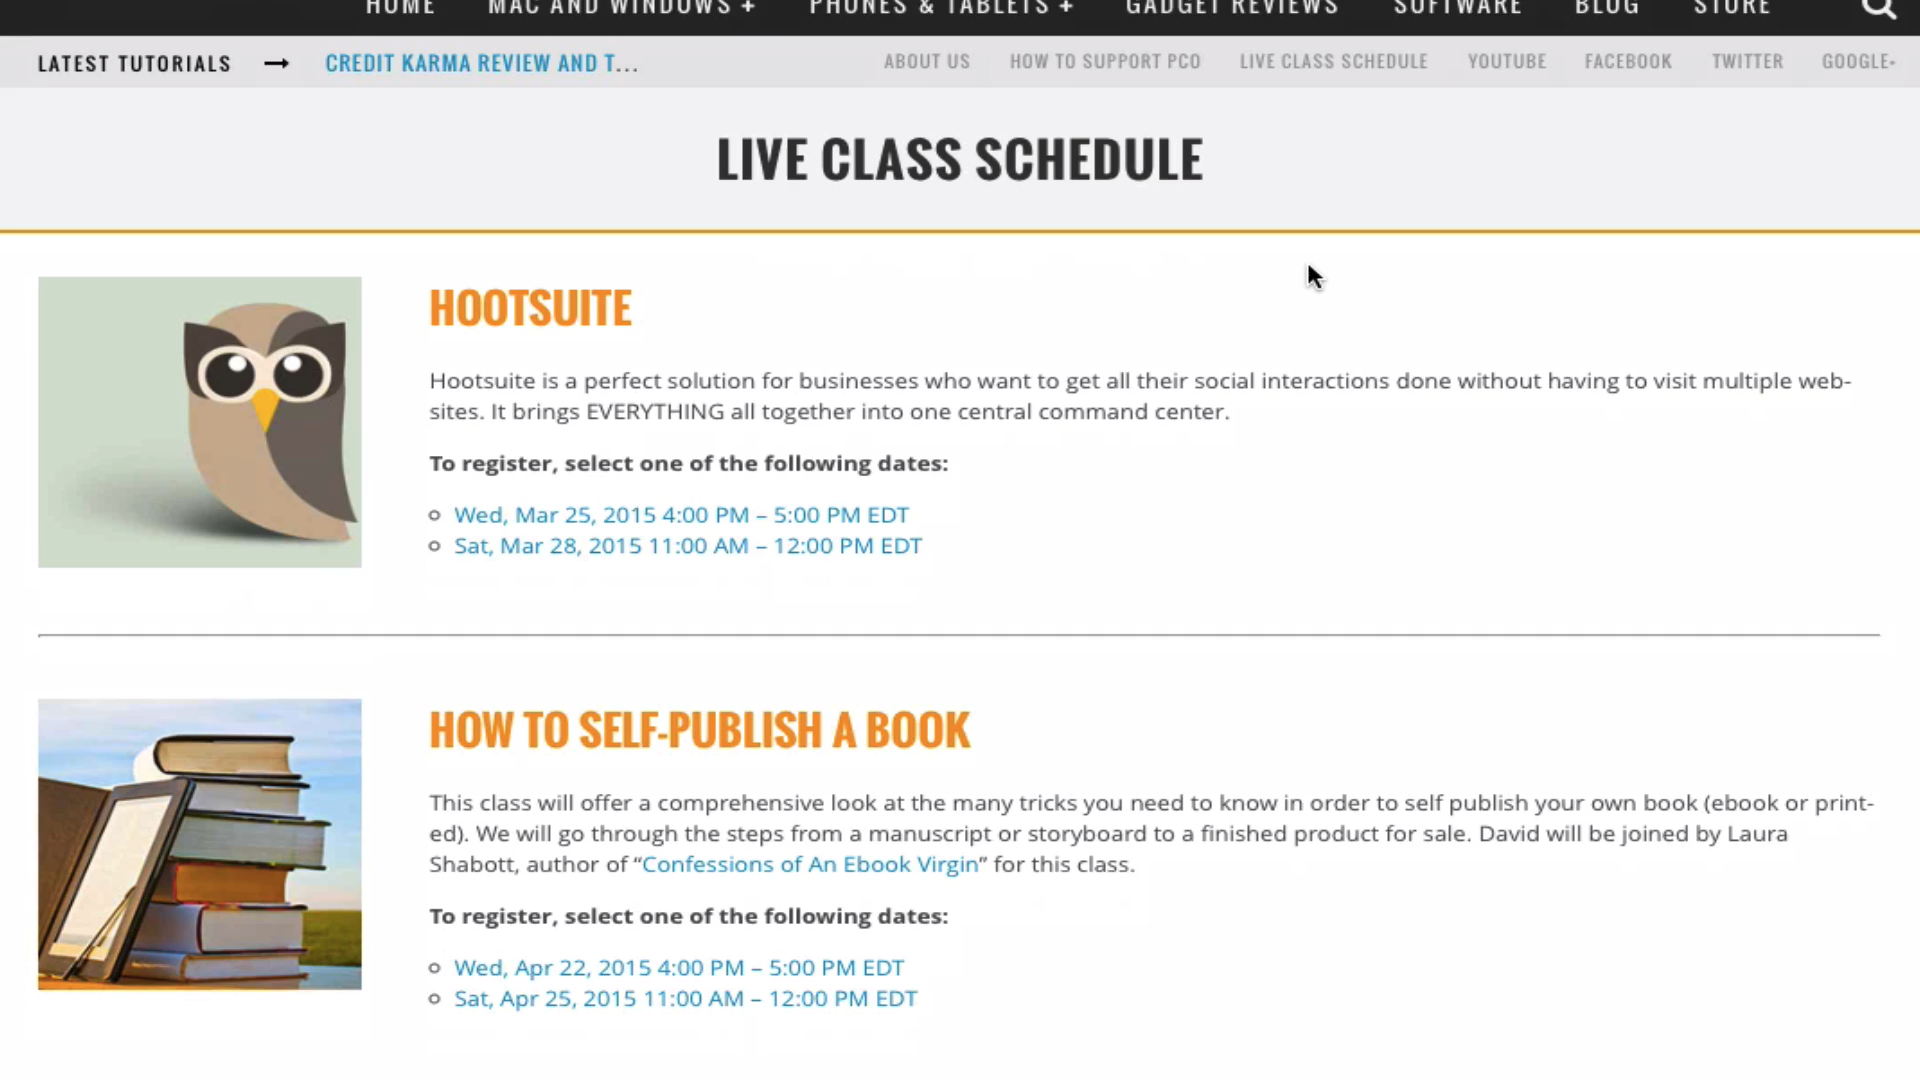 HOME MAC AND WINDOWS + PHONES & TABLETS + GADGET REVIEWS SOFTWARE BLOG STORE
LATEST TUTORIALS → CREDIT KARMA REVIEW AND T... ABOUT US HOW TO SUPPORT PCO LIVE CLASS SCHEDULE YOUTUBE FACEBOOK TWITTER GOOGLE+
LIVE CLASS SCHEDULE
HOOTSUITE
Hootsuite is a perfect solution for businesses who want to get all their social interactions done without having to visit multiple web-
sites. It brings EVERYTHING all together into one central command center.
To register, select one of the following dates:
Wed, Mar 25, 2015 4:00 PM – 5:00 PM EDT
Sat, Mar 28, 2015 11:00 AM – 12:00 PM EDT
HOW TO SELF-PUBLISH A BOOK
This class will offer a comprehensive look at the many tricks you need to know in order to self publish your own book (ebook or print-
ed). We will go through the steps from a manuscript or storyboard to a finished product for sale. David will be joined by Laura
Shabott, author of “Confessions of An Ebook Virgin” for this class.
To register, select one of the following dates:
Wed, Apr 22, 2015 4:00 PM – 5:00 PM EDT
Sat, Apr 25, 2015 11:00 AM – 12:00 PM EDT